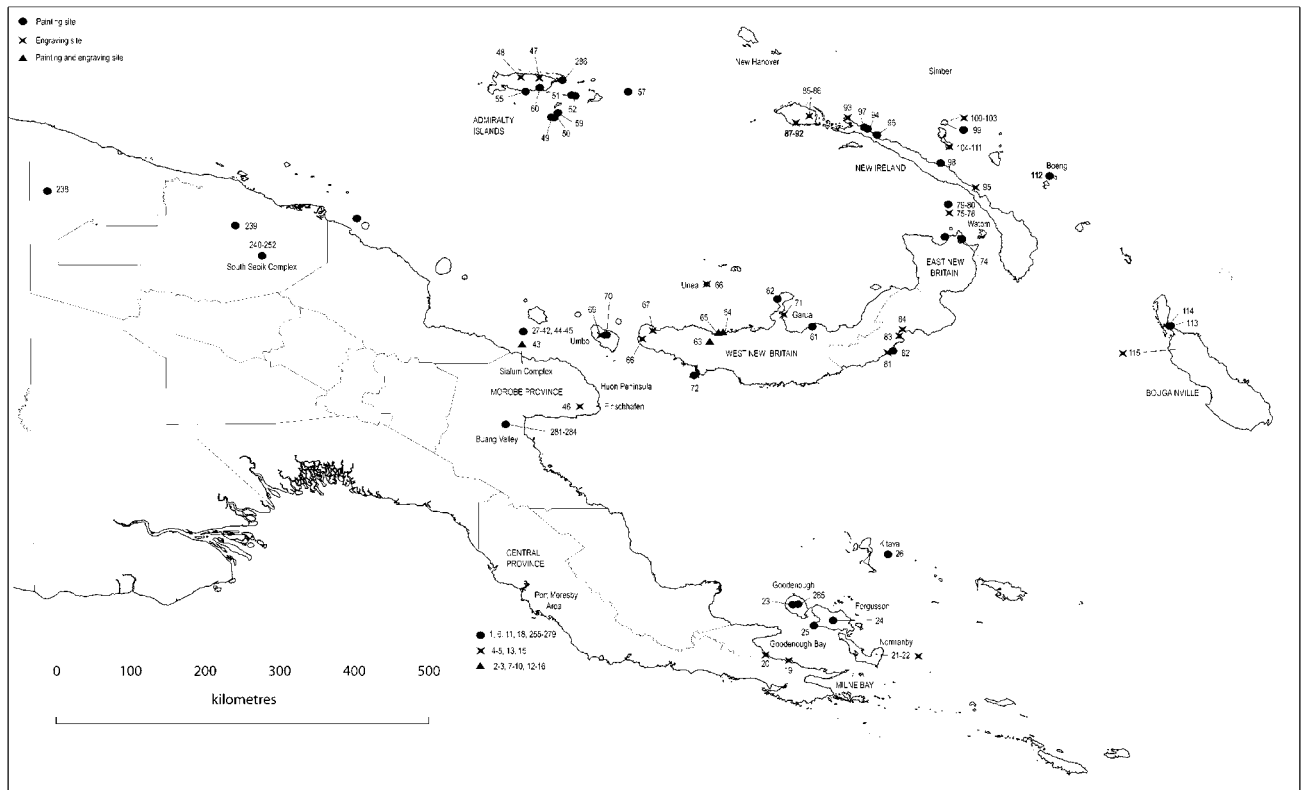 Painting site
Engraving site
Painting and engraving site
New Hanover
Simber
48
47
286
57
55
60
51
52
59
50
49
ADMIRALTY
ISLANDS
85-86
87-92
93
97
94
96
100-103
99
104-111
98
NEW IRELAND
95
Boeng
112
79-80
75-78
Watom
74
EAST NEW
BRITAIN
238
239
240-252
South Sepik Complex
Unea
66
62
71
Garua
61
70
Umbo
67
65
64
63
66
WEST NEW BRITAIN
72
84
83
82
81
114
113
115
BOUGAINVILLE
27-42, 44-45
43
Sialum Complex
Huon Peninsula
MOROBE PROVINCE
46
Finschhafen
281-284
Buang Valley
Kitava
26
CENTRAL
PROVINCE
Port Moresby
Area
Goodenough
23
265
Fergusson
24
25
Goodenough Bay
Normanby
21-22
20
19
MILNE BAY
1, 6, 11, 18, 255-279
4-5, 13, 15
2-3, 7-10, 12-16
0
100
200
300
400
500
kilometres